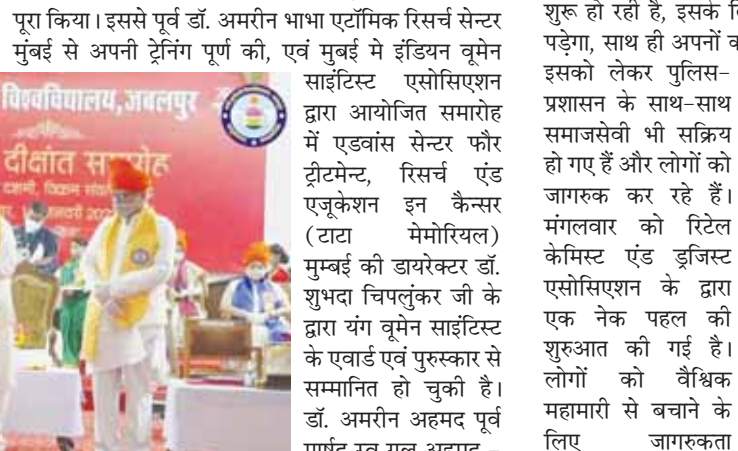 पूरा किया। इससे पूर्व डॉ. अमरीन भाभा एटॉमिक रिसर्च सेन्टर
मुंबई से अपनी ट्रेनिंग पूर्ण की, एवं मुबई मे इंडियन वूमेन
साइंटिस्ट एसोसिएशन
द्वारा आयोजित समारोह
में एडवांस सेन्टर फौर
ट्रीटमेन्ट, रिसर्च एंड
एजूकेशन इन कैन्सर
(टाटा मेमोरियल)
मुम्बई की डायरेक्टर डॉ.
शुभदा चिपलुंकर जी के
द्वारा यंग वूमेन साइंटिस्ट
के एवार्ड एवं पुरुस्कार से
सम्मानित हो चुकी है।
डॉ. अमरीन अहमद पूर्व
विश्वविद्यालय, जबलपुर
दीक्षांत
शुरू हो रही है, इसके
पड़ेगा, साथ ही अपनों
इसको लेकर पुलिस-
प्रशासन के साथ-साथ
समाजसेवी भी सक्रिय
हो गए हैं और लोगों को
जागरुक कर रहे हैं।
मंगलवार को रिटेल
केमिस्ट एंड ड्रजिस्ट
एसोसिएशन के द्वारा
एक नेक पहल की
शुरुआत की गई है।
लोगों को वैश्विक
महामारी से बचाने के
लिए जागरुकता